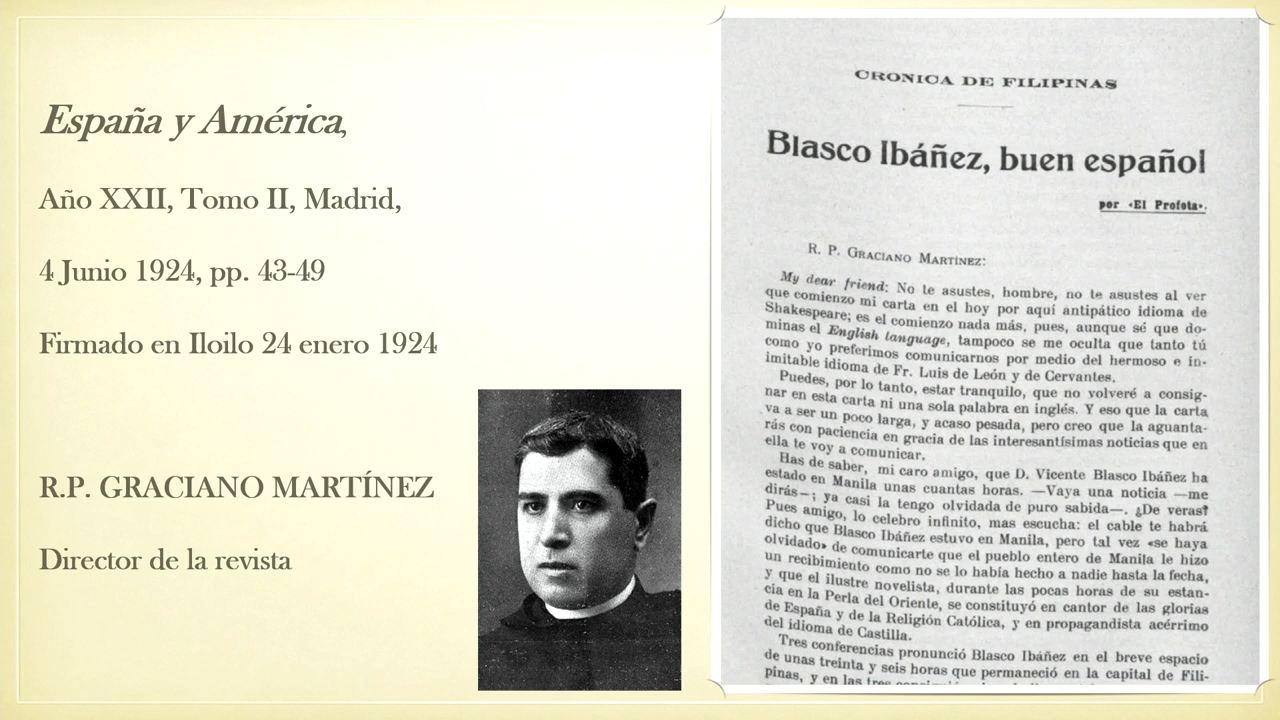 España y América,
Año XXII, Tomo II, Madrid,
4 Junio 1924, pp. 43-49
Firmado en Iloilo 24 enero 1924
R.P. GRACIANO MARTÍNEZ
Director de la revista
CRONICA DE FILIPINAS
Blasco Ibáñez, buen español
por «El Profeta».
R. P. GRACIANO MARTINEZ:
My dear friend: No te asustes, hombre, no te asustes al ver
que comienzo mi carta en el hoy por aquí antipático idioma de
Shakespeare; es el comienzo nada más, pues, aunque sé que do-
minas el English language, tampoco se me oculta que tanto tú
como yo preferimos comunicarnos por medio del hermoso e in-
imitable idioma de Fr. Luis de León y de Cervantes.
Puedes, por lo tanto, estar tranquilo, que no volveré a consig-
nar en esta carta ni una sola palabra en inglés. Y eso que la carta
va a ser un poco larga, y acaso pesada, pero creo que la aguanta-
rás con paciencia en gracia de las interesantísimas noticias que en
ella te voy a comunicar.
Has de saber, mi caro amigo, que D. Vicente Blasco Ibáñez ha
estado en Manila unas cuantas horas. —Vaya una noticia —me
dirás—; ya casi la tengo olvidada de puro sabida—. ¿De veras?
Pues amigo, lo celebro infinito, mas escucha: el cable te habrá
dicho que Blasco Ibáñez estuvo en Manila, pero tal vez «se haya
olvidado» de comunicarte que el pueblo entero de Manila le hizo
un recibimiento como no se lo había hecho a nadie hasta la fecha,
y que el ilustre novelista, durante las pocas horas de su estan-
cia en la Perla del Oriente, se constituyó en cantor de las glorias
de España y de la Religión Católica, y en propagandista acérrimo
del idioma de Castilla.
Tres conferencias pronunció Blasco Ibáñez en el breve espacio
de unas treinta y seis horas que permaneció en la capital de Fili-
pinas, y en las tres